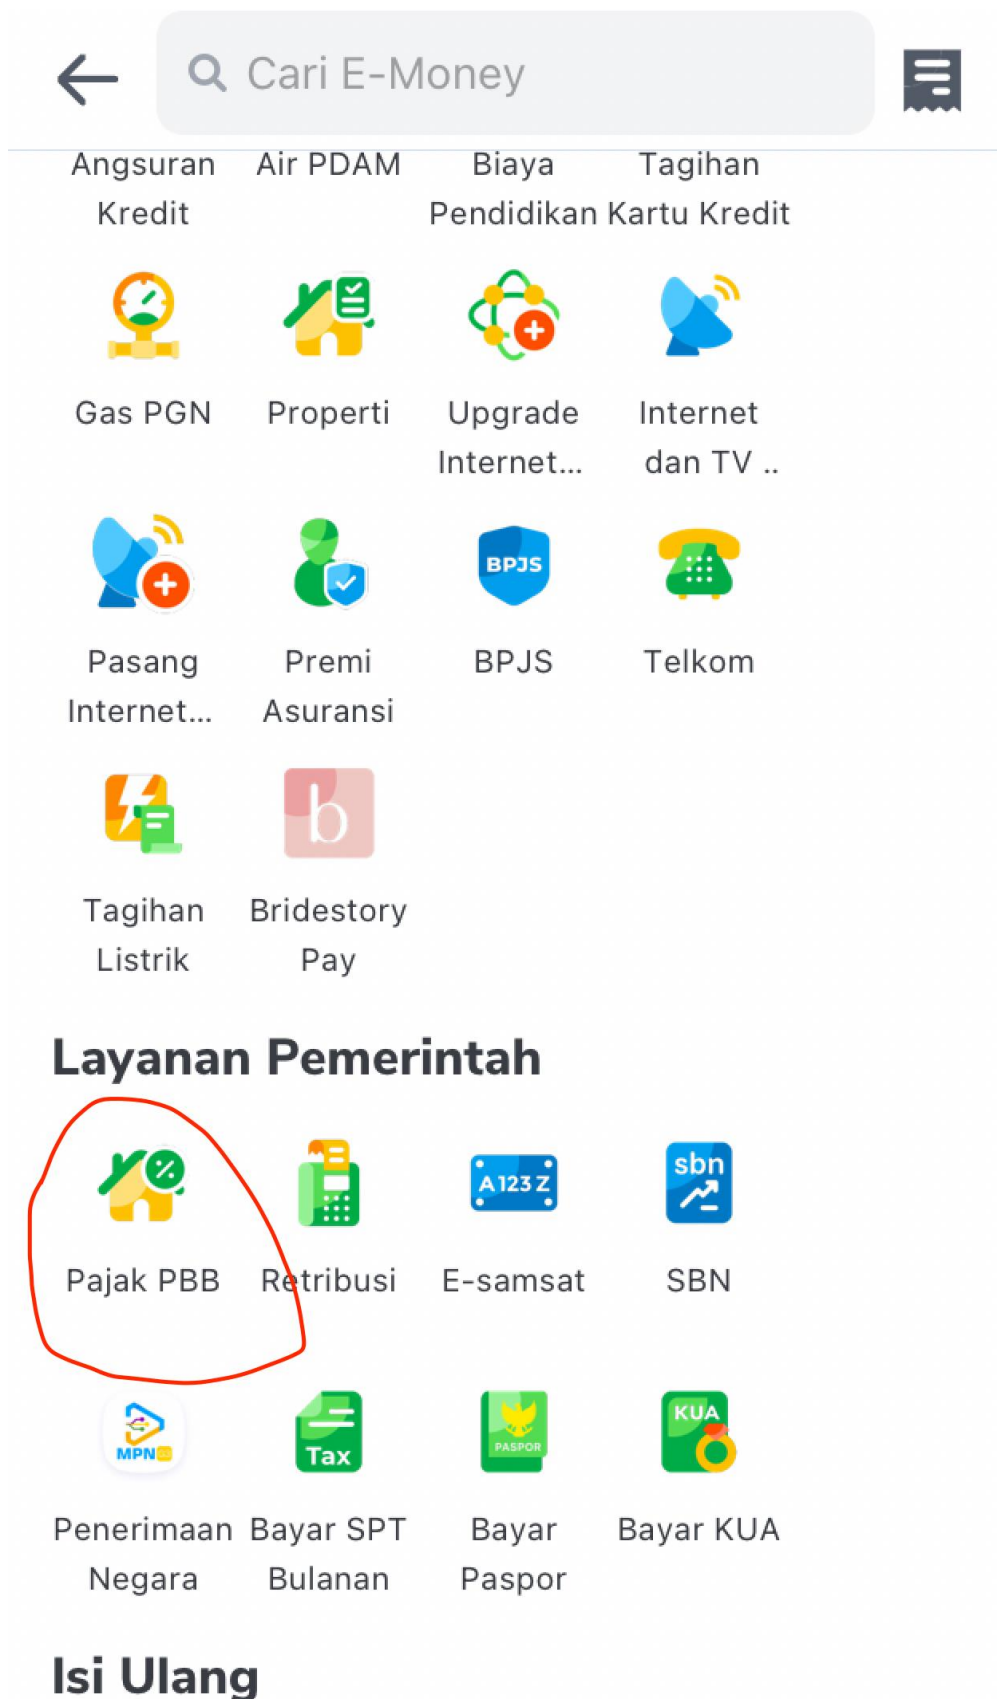 Cari E-Money
Angsuran Kredit
Air PDAM
Biaya Pendidikan
Tagihan Kartu Kredit
Gas PGN
Properti
Upgrade Internet...
Internet dan TV ..
BPJS
Pasang Internet...
Premi Asuransi
BPJS
Telkom
b
Tagihan Listrik
Bridestory Pay
Layanan Pemerintah
A 123 Z
sbn
Pajak PBB
Retribusi
E-samsat
SBN
MPN
Tax
PASPOR
KUA
Penerimaan Negara
Bayar SPT Bulanan
Bayar Paspor
Bayar KUA
Isi Ulang